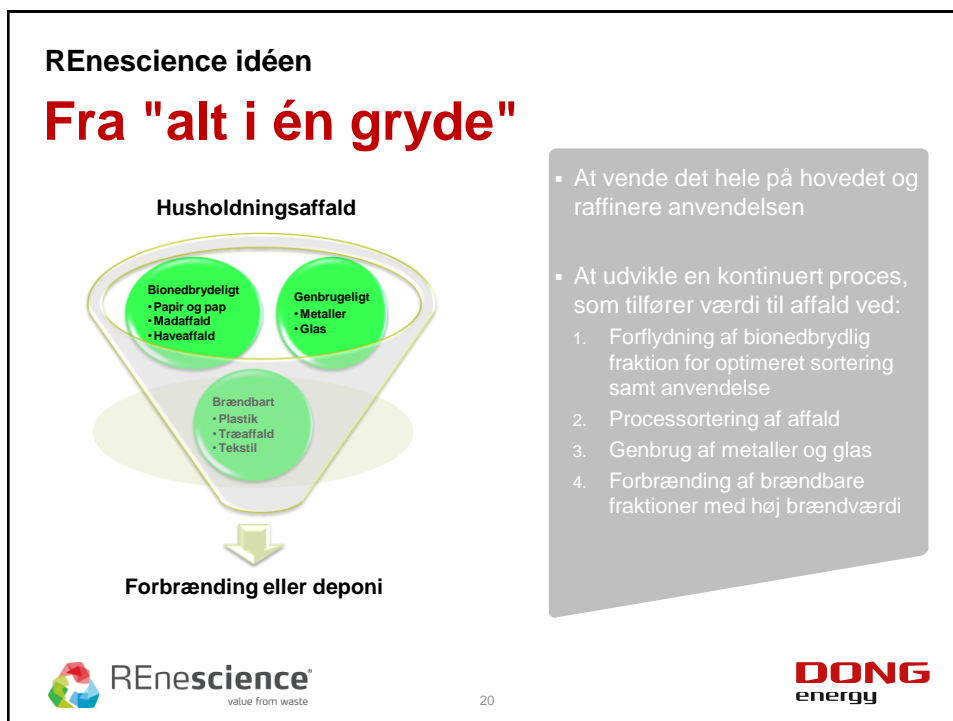 REnescience idéen
Fra "alt i én gryde"
Husholdningsaffald
Bionedbrydeligt
• Papir og pap
• Madaffald
• Haveaffald
Genbrugeligt
• Metaller
• Glas
Brændbart
• Plastik
• Træaffald
• Tekstil
Forbrænding eller deponi
▪ At vende det hele på hovedet og
raffinere anvendelsen
▪ At udvikle en kontinuert proces,
som tilfører værdi til affald ved:
1. Forflydning af bionedbrydlig
fraktion for optimeret sortering
samt anvendelse
2. Processortering af affald
3. Genbrug af metaller og glas
4. Forbrænding af brændbare
fraktioner med høj brændværdi
REnescience®
value from waste
20
DONG
energy